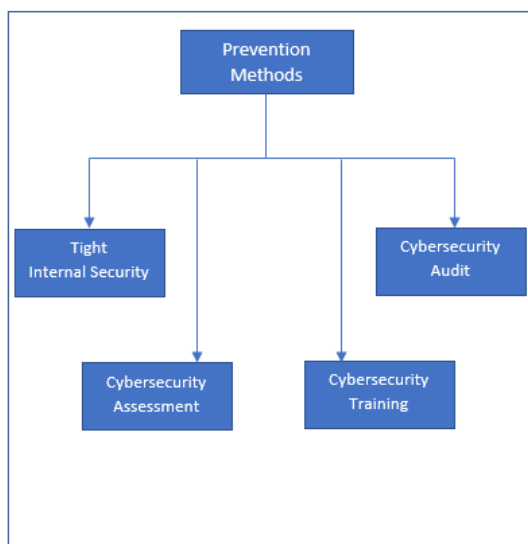 Prevention
Methods
Tight
Internal Security
Cybersecurity
Audit
Cybersecurity
Assessment
Cybersecurity
Training